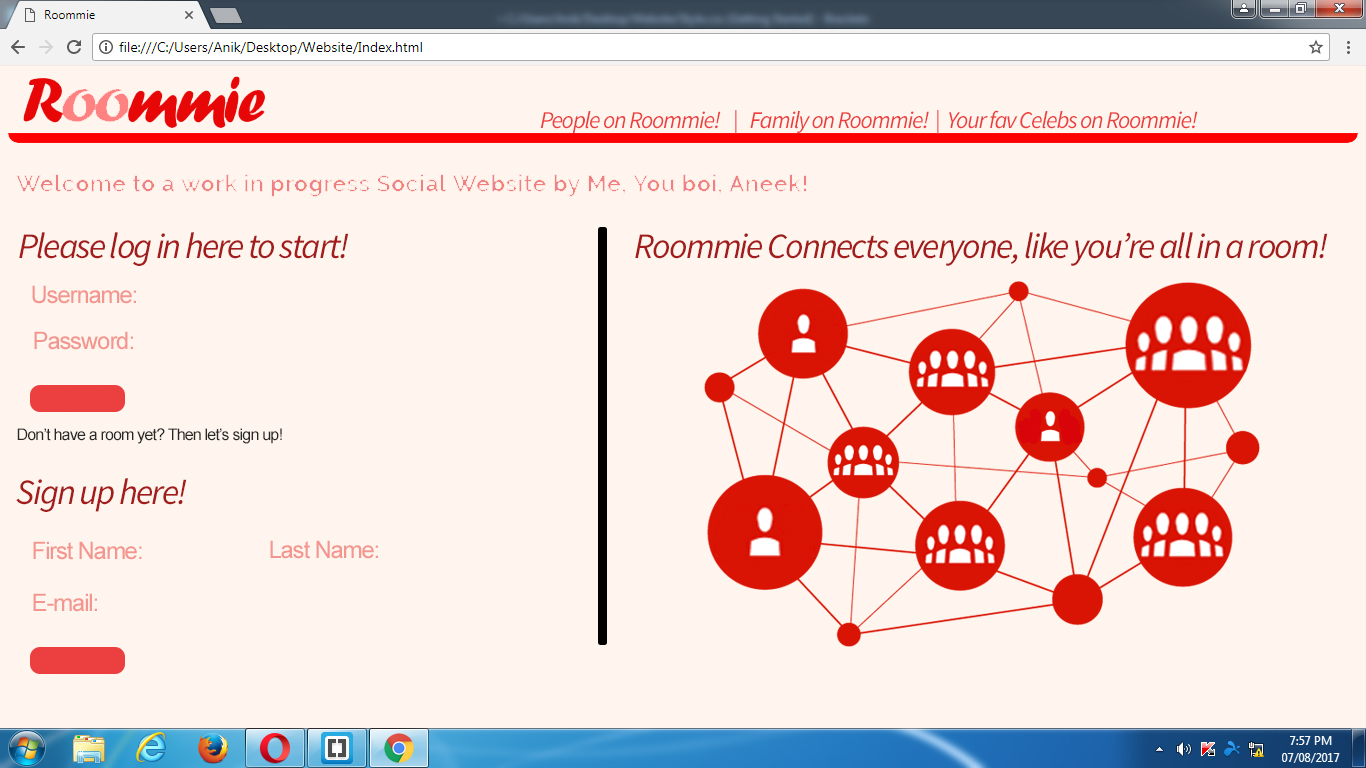 Roommie
file:///C:/Users/Anik/Desktop/Website/Index.html
Roommie
People on Roommie! | Family on Roommie! | Your fav Celebs on Roommie!
Welcome to a work in progress Social Website by Me, You boi, Aneek!
Please log in here to start!
Username:
Password:
Don't have a room yet? Then let's sign up!
Sign up here!
First Name: Last Name:
E-mail:
Roommie Connects everyone, like you're all in a room!
7:57 PM
07/08/2017